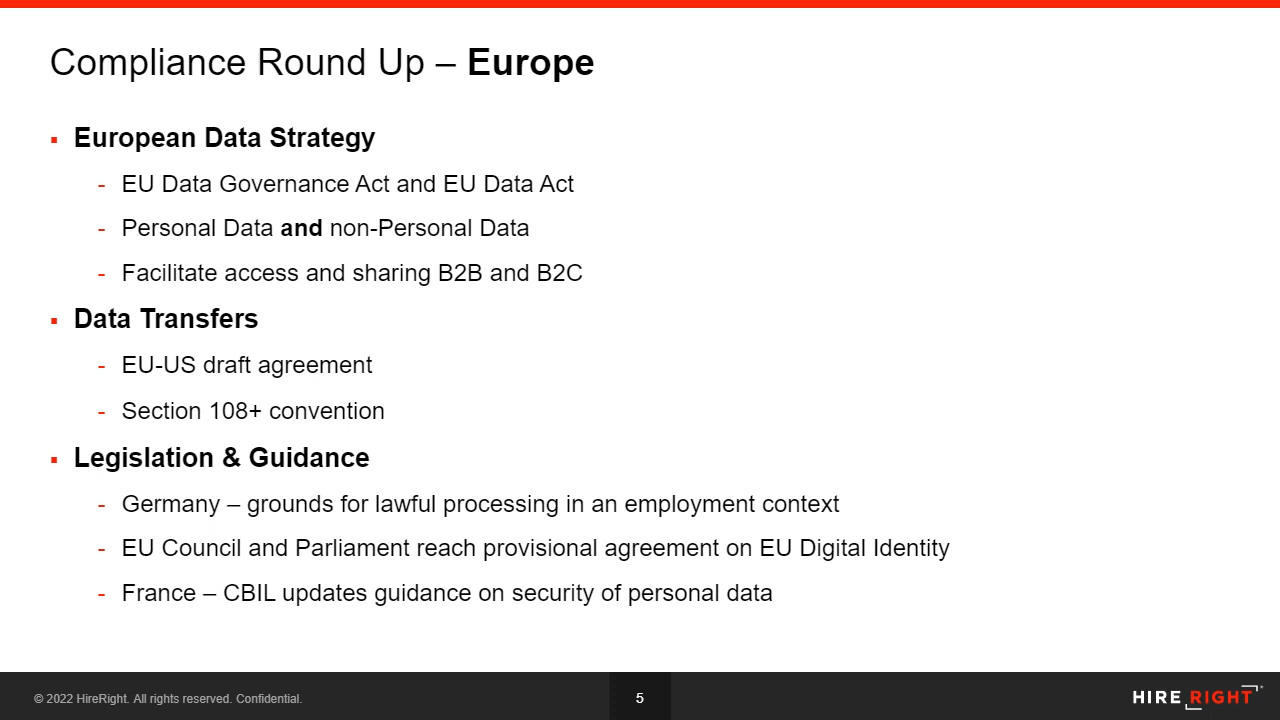 Compliance Round Up – Europe
▪ European Data Strategy
- EU Data Governance Act and EU Data Act
- Personal Data and non-Personal Data
- Facilitate access and sharing B2B and B2C
▪ Data Transfers
- EU-US draft agreement
- Section 108+ convention
▪ Legislation & Guidance
- Germany – grounds for lawful processing in an employment context
- EU Council and Parliament reach provisional agreement on EU Digital Identity
- France – CBIL updates guidance on security of personal data
© 2022 HireRight. All rights reserved. Confidential.
5
HIRE RIGHT